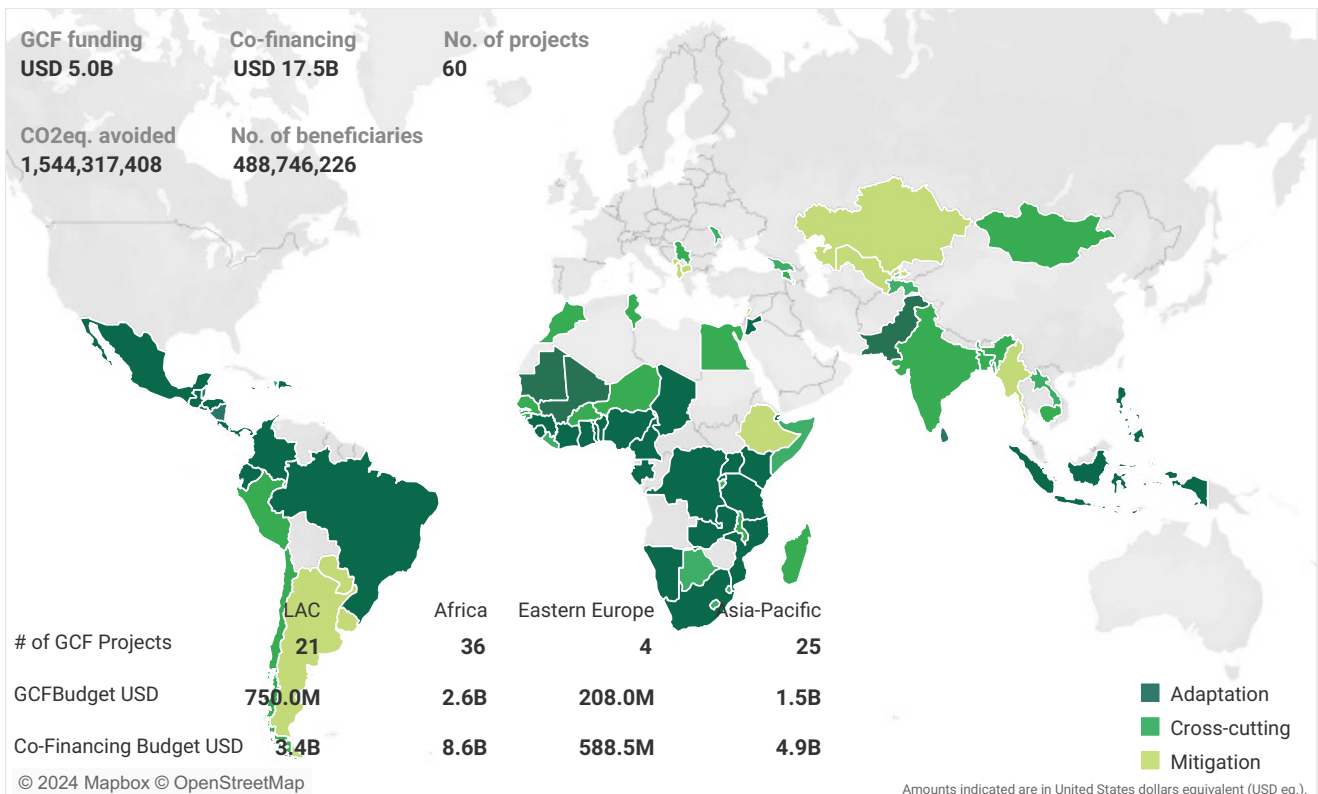 GCF funding Co-financing No. of projects
USD 5.0B USD 17.5B 60
CO2eq. avoided No. of beneficiaries
1,544,317,408 488,746,226
LAC Africa Eastern Europe Asia-Pacific
# of GCF Projects 21 36 4 25
GCFBudget USD 750.0M 2.6B 208.0M 1.5B
Co-Financing Budget USD 3.4B 8.6B 588.5M 4.9B
Adaptation
Cross-cutting
Mitigation
© 2024 Mapbox © OpenStreetMap
Amounts indicated are in United States dollars equivalent (USD eq.).